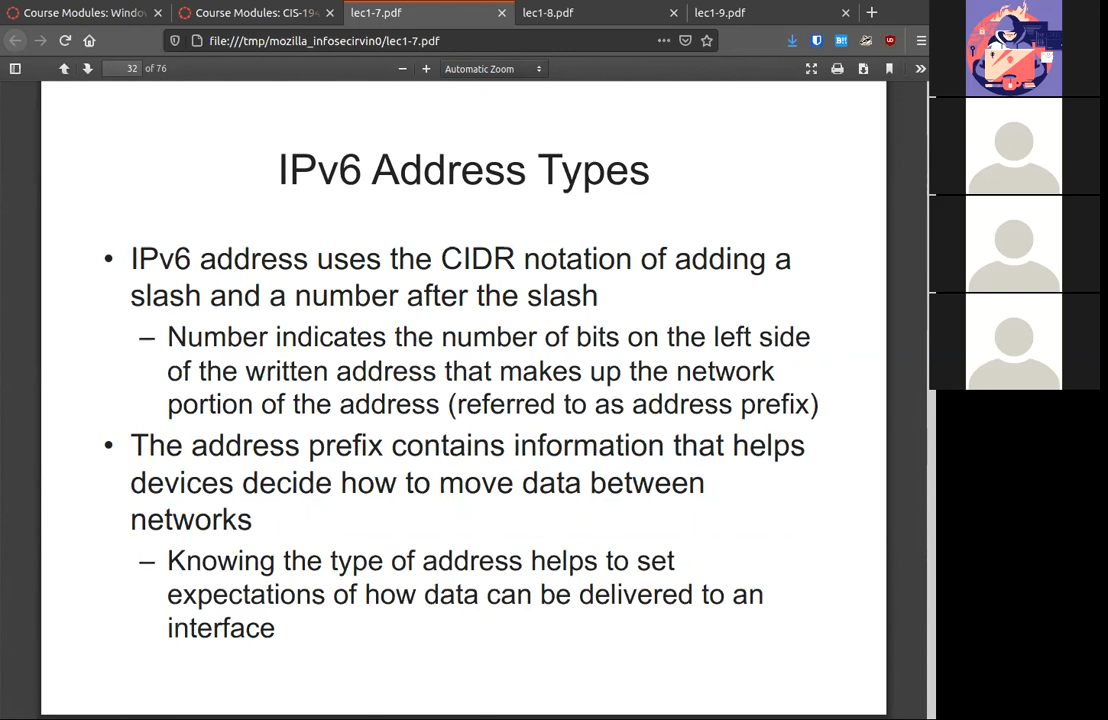 Course Modules: Windo
Course Modules: CIS-194
lec1-7.pdf
lec1-8.pdf
lec1-9.pdf
file:///tmp/mozilla_infosecirvin0/lec1-7.pdf
32 of 76
Automatic Zoom
IPv6 Address Types
• IPv6 address uses the CIDR notation of adding a
slash and a number after the slash
– Number indicates the number of bits on the left side
of the written address that makes up the network
portion of the address (referred to as address prefix)
• The address prefix contains information that helps
devices decide how to move data between
networks
– Knowing the type of address helps to set
expectations of how data can be delivered to an
interface